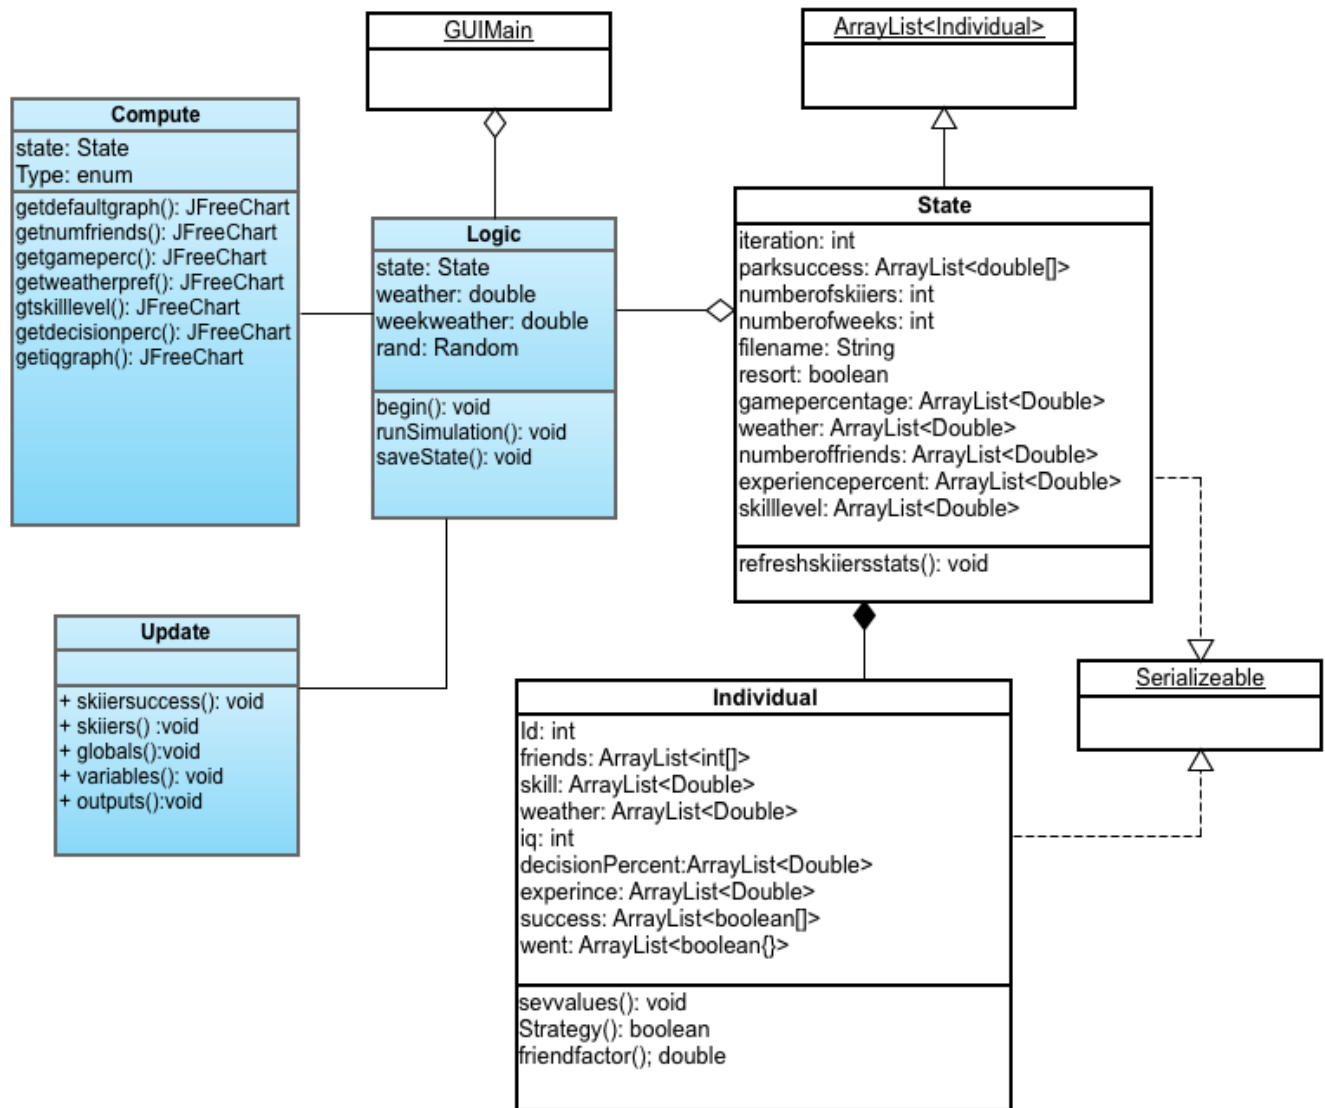 GUIMain
ArrayList<Individual>
Compute
state: State
Type: enum
getdefaultgraph(): JFreeChart
getnumfriends(): JFreeChart
getgameperc(): JFreeChart
getweatherpref(): JFreeChart
gtskilllevel(): JFreeChart
getdecisionperc(): JFreeChart
getiqgraph(): JFreeChart
Logic
state: State
weather: double
weekweather: double
rand: Random
begin(): void
runSimulation(): void
saveState(): void
State
iteration: int
parksuccess: ArrayList<double[]>
numberofskiiers: int
numberofweeks: int
filename: String
resort: boolean
gamepercentage: ArrayList<Double>
weather: ArrayList<Double>
numberoffriends: ArrayList<Double>
experiencepercent: ArrayList<Double>
skilllevel: ArrayList<Double>
refreshskiiersstats(): void
Update
+ skiiersuccess(): void
+ skiiers() :void
+ globals():void
+ variables(): void
+ outputs():void
Individual
Id: int
friends: ArrayList<int[]>
skill: ArrayList<Double>
weather: ArrayList<Double>
iq: int
decisionPercent:ArrayList<Double>
experince: ArrayList<Double>
success: ArrayList<boolean[]>
went: ArrayList<boolean{}>
sevvalues(): void
Strategy(): boolean
friendfactor(); double
Serializeable